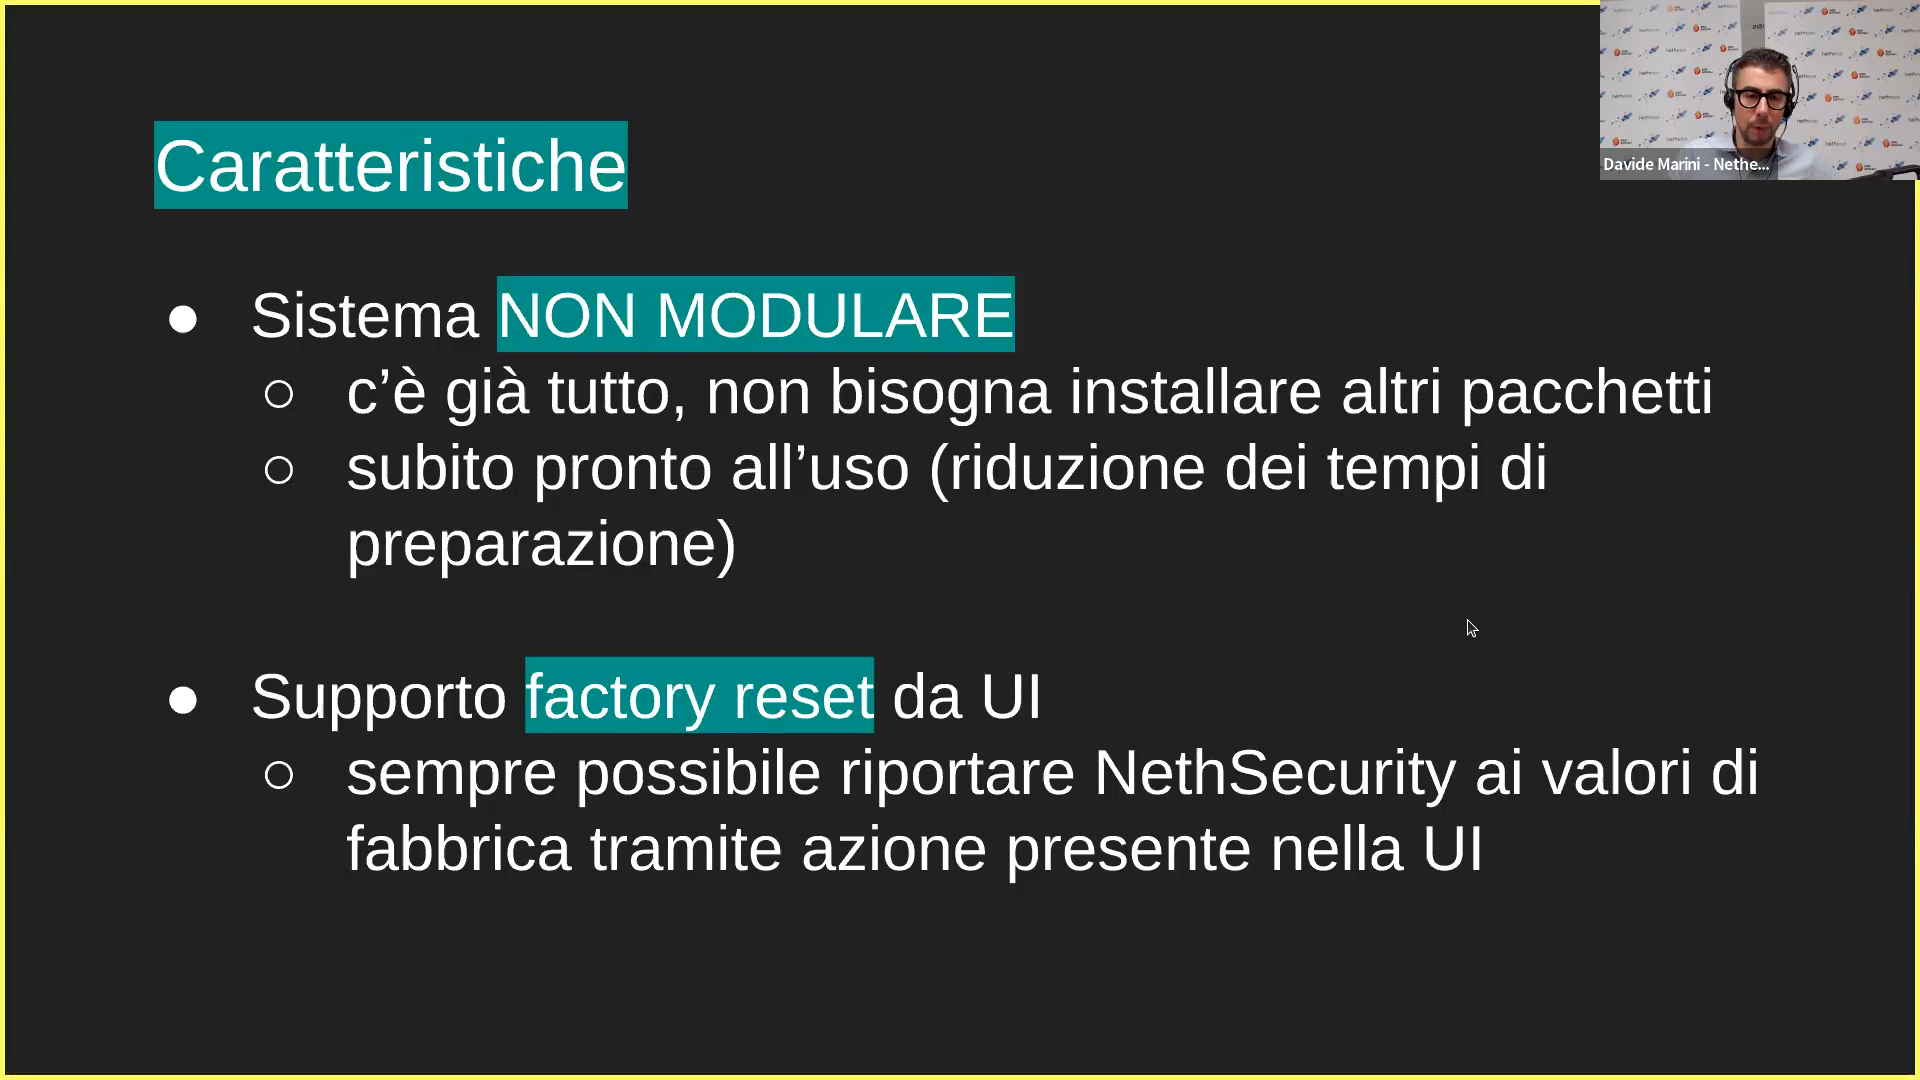 Caratteristiche
● Sistema NON MODULARE
○ c’è già tutto, non bisogna installare altri pacchetti
○ subito pronto all’uso (riduzione dei tempi di
preparazione)
● Supporto factory reset da UI
○ sempre possibile riportare NethSecurity ai valori di
fabbrica tramite azione presente nella UI
Davide Marini - Nethe...